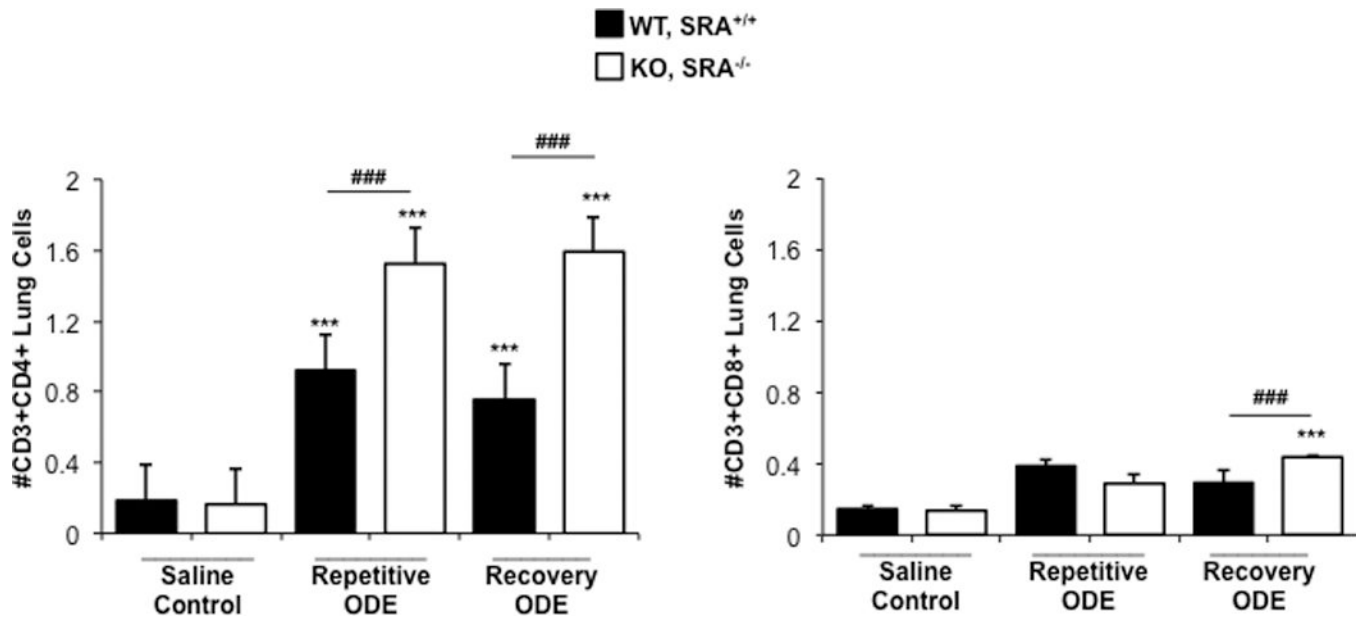 WT, SRA+/+
KO, SRA-/-
###
###
***
***
***
***
#CD3+CD4+ Lung Cells
2
1.6
1.2
0.8
0.4
0
Saline
Control
Repetitive
ODE
Recovery
ODE
###
***
#CD3+CD8+ Lung Cells
2
1.6
1.2
0.8
0.4
0
Saline
Control
Repetitive
ODE
Recovery
ODE